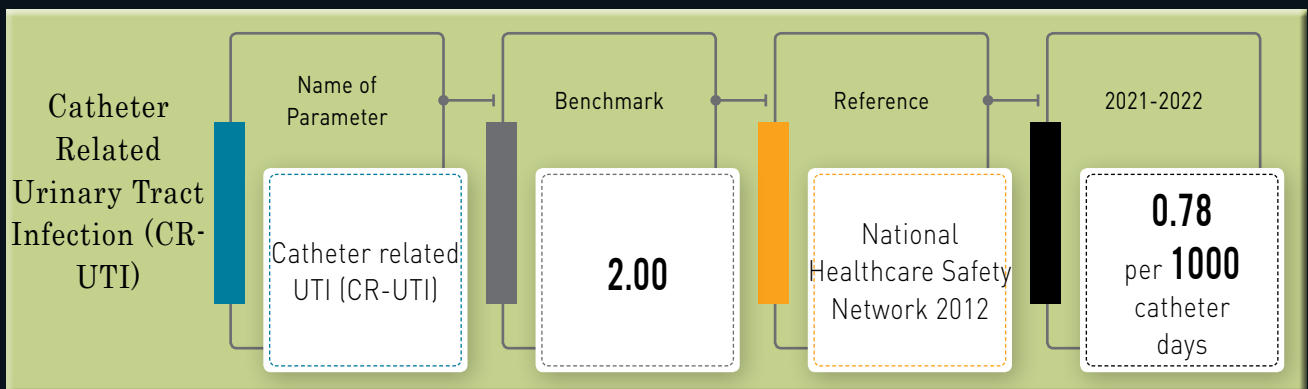 Catheter
Related
Urinary Tract
Infection (CR-
UTI)
Name of
Parameter
Catheter related
UTI (CR-UTI)
Benchmark
2.00
Reference
National
Healthcare Safety
Network 2012
2021-2022
0.78
per 1000
catheter
days